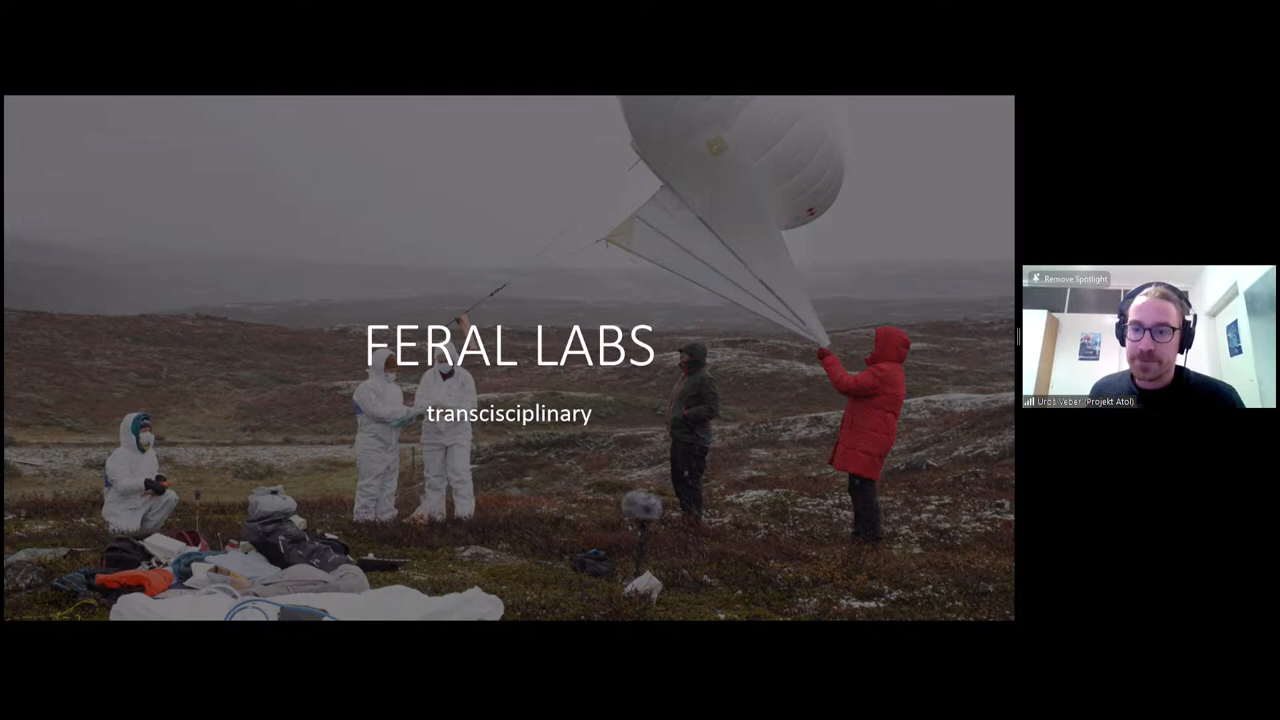 FERAL LABS
transcisciplinary
Remove Spotlight
Uroš Veber (Projekt Atol)